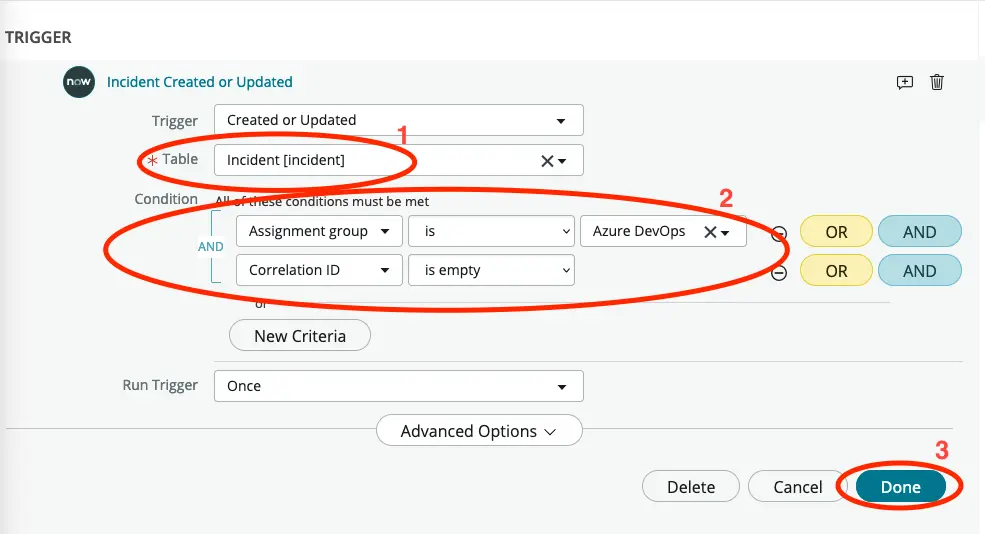 TRIGGER
now Incident Created or Updated
Trigger Created or Updated
1
* Table Incident [incident]
Condition All of these conditions must be met 2
Assignment group is Azure DevOps OR AND
AND
Correlation ID is empty OR AND
or
New Criteria
Run Trigger Once
Advanced Options
3
Delete Cancel Done